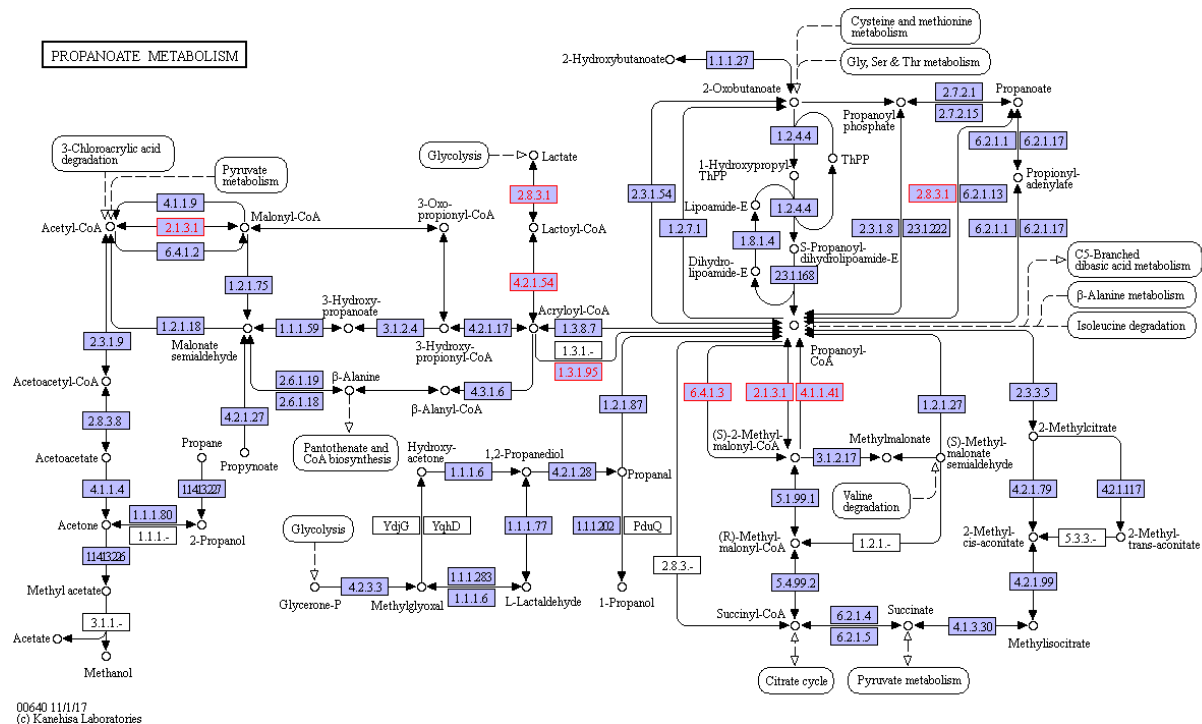 PROPANOATE METABOLISM
Cysteine and methionine
metabolism
2-Hydroxybutanoate
1.1.1.27
Gly, Ser & Thr metabolism
2-Oxobutanoate
2.7.2.1
Propanoate
2.7.2.15
Propanoyl
phosphate
3-Chloroacrylic acid
degradation
Pyruvate
metabolism
Glycolysis
Lactate
1.2.4.4
ThPP
1-Hydroxypropyl-
ThPP
6.2.1.1
6.2.1.17
Propionyl-
adenylate
4.1.1.9
Acetyl-CoA
2.1.3.1
Malonyl-CoA
6.4.1.2
3-Oxo-
propionyl-CoA
2.8.3.1
Lactoyl-CoA
2.3.1.54
1.2.7.1
Lipoamide-E
1.2.4.4
1.8.1.4
S-Propanoyl-
dihydrolipoamide-E
Dihydro-
lipoamide-E
2.3.1.168
2.8.3.1
6.2.1.13
2.3.1.8
2.3.1.222
6.2.1.1
6.2.1.17
C5-Branched
dibasic acid metabolism
β-Alanine metabolism
Isoleucine degradation
1.2.1.75
4.2.1.54
1.2.1.18
Malonate
semialdehyde
1.1.1.59
3-Hydroxy-
propanoate
3.1.2.4
3-Hydroxy-
propionyl-CoA
4.2.1.17
Acryloyl-CoA
1.3.8.7
1.3.1.-
1.3.1.95
Propanoyl-
CoA
2.3.1.9
Acetoacetyl-CoA
2.6.1.19
2.6.1.18
β-Alanine
β-Alanyl-CoA
4.3.1.6
1.2.1.87
6.4.1.3
2.1.3.1
4.1.1.41
1.2.1.27
2.3.3.5
2.8.3.8
4.2.1.27
Pantothenate and
CoA biosynthesis
Acetoacetate
Propane
Propynoate
Hydroxy-
acetone
1.1.1.6
1,2-Propanediol
4.2.1.28
Propanal
(S)-2-Methyl-
malonyl-CoA
3.1.2.17
Methylmalonate
(S)-Methyl-
malonate
semialdehyde
2-Methylcitrate
4.1.1.4
1.14.13.227
5.1.99.1
Valine
degradation
4.2.1.79
4.2.1.117
Acetone
1.1.1.80
1.1.1.-
2-Propanol
Glycolysis
YdjG
YqhD
1.1.1.77
1.1.1.202
PduQ
(R)-Methyl-
malonyl-CoA
1.2.1.-
2-Methyl-
cis-aconitate
5.3.3.-
2-Methyl-
trans-aconitate
1.14.13.226
2.8.3.-
Methyl acetate
Glycerone-P
4.2.3.3
Methylglyoxal
1.1.1.283
1.1.1.6
L-Lactaldehyde
1-Propanol
5.4.99.2
4.2.1.99
3.1.1.-
Acetate
Methanol
Succinyl-CoA
6.2.1.4
6.2.1.5
Succinate
4.1.3.30
Methylisocitrate
Citrate cycle
Pyruvate metabolism
00640 11/1/17
(c) Kanehisa Laboratories